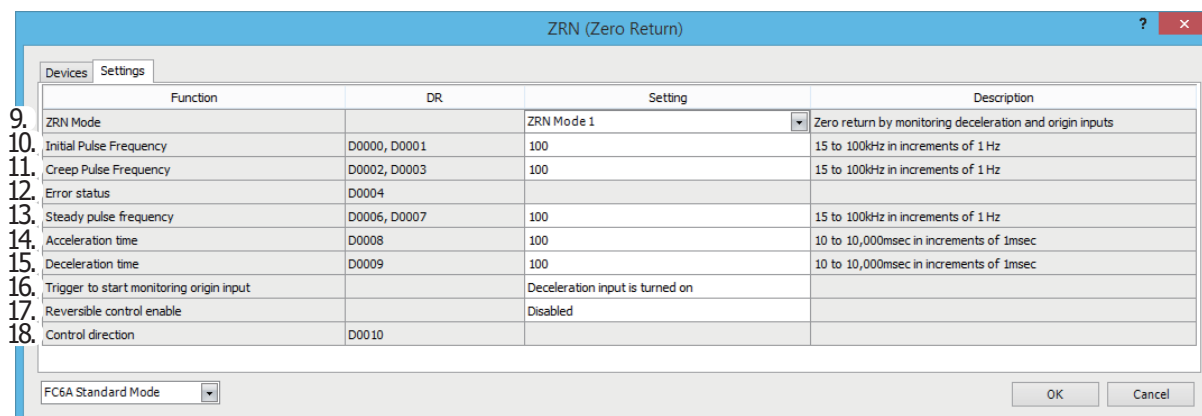 ZRN (Zero Return) ? ×
Devices Settings
Function DR Setting Description
9. ZRN Mode ZRN Mode 1 Zero return by monitoring deceleration and origin inputs
10. Initial Pulse Frequency D0000, D0001 100 15 to 100kHz in increments of 1 Hz
11. Creep Pulse Frequency D0002, D0003 100 15 to 100kHz in increments of 1 Hz
12. Error status D0004
13. Steady pulse frequency D0006, D0007 100 15 to 100kHz in increments of 1 Hz
14. Acceleration time D0008 100 10 to 10,000msec in increments of 1msec
15. Deceleration time D0009 100 10 to 10,000msec in increments of 1msec
16. Trigger to start monitoring origin input Deceleration input is turned on
17. Reversible control enable Disabled
18. Control direction D0010
FC6A Standard Mode OK Cancel